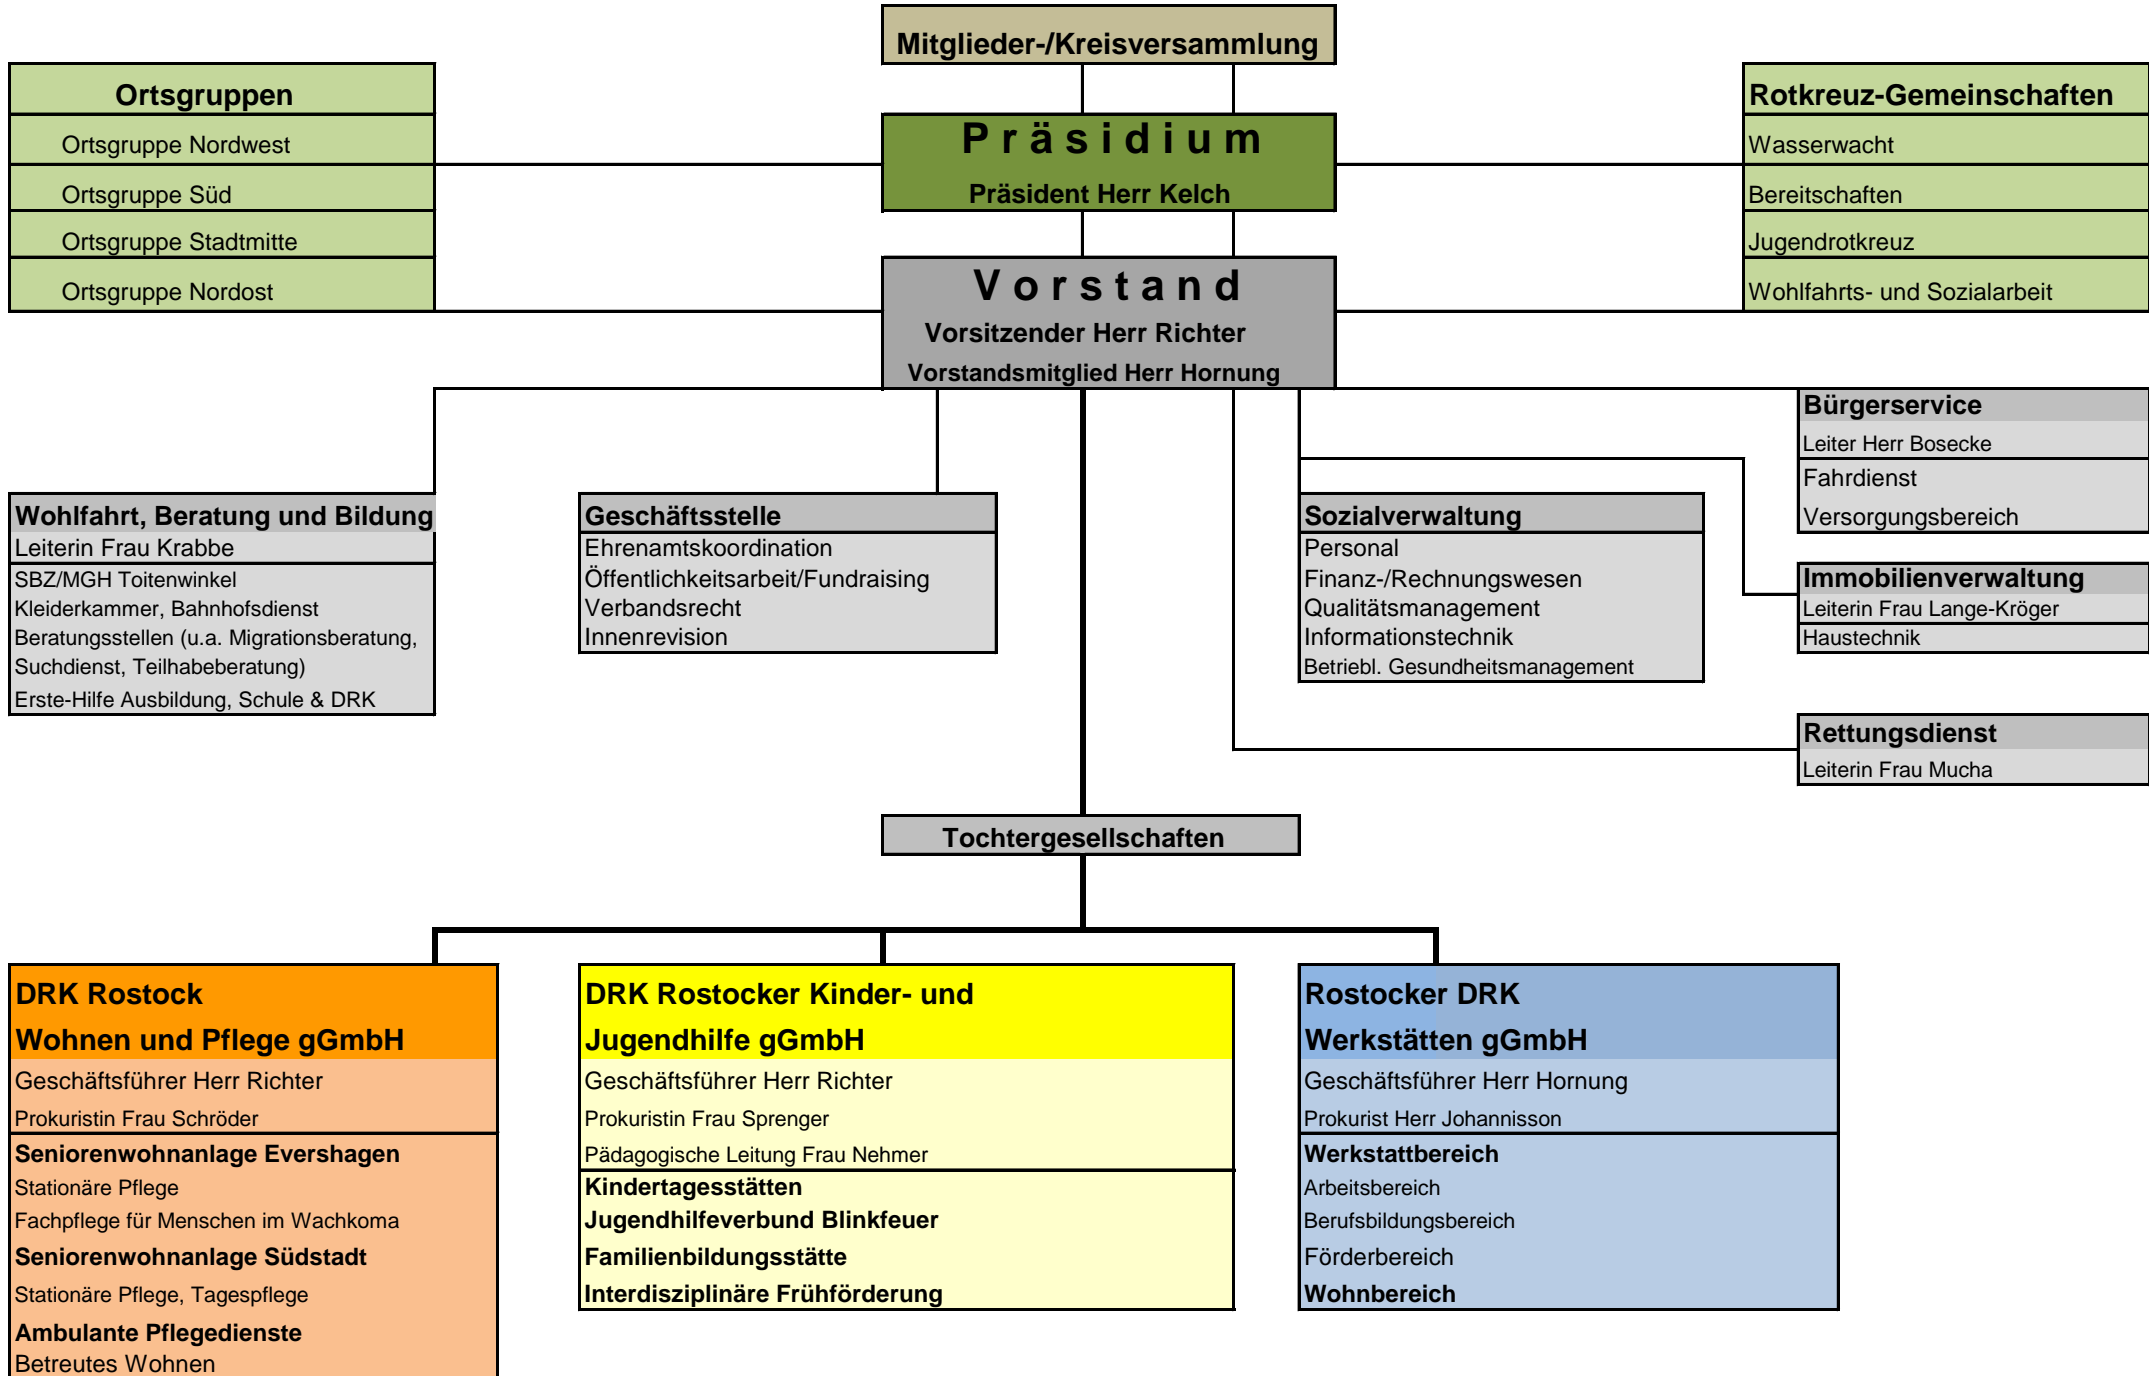 Mitglieder-/Kreisversammlung
Ortsgruppen
Ortsgruppe Nordwest
Ortsgruppe Süd
Ortsgruppe Stadtmitte
Ortsgruppe Nordost
Präsidium
Präsident Herr Kelch
Vorstand
Vorsitzender Herr Richter
Vorstandsmitglied Herr Hornung
Rotkreuz-Gemeinschaften
Wasserwacht
Bereitschaften
Jugendrotkreuz
Wohlfahrts- und Sozialarbeit
Wohlfahrt, Beratung und Bildung
Leiterin Frau Krabbe
SBZ/MGH Toitenwinkel
Kleiderkammer, Bahnhofsdienst
Beratungsstellen (u.a. Migrationsberatung,
Suchdienst, Teilhabeberatung)
Erste-Hilfe Ausbildung, Schule & DRK
Geschäftsstelle
Ehrenamtskoordination
Öffentlichkeitsarbeit/Fundraising
Verbandsrecht
Innenrevision
Sozialverwaltung
Personal
Finanz-/Rechnungswesen
Qualitätsmanagement
Informationstechnik
Betriebl. Gesundheitsmanagement
Bürgerservice
Leiter Herr Bosecke
Fahrdienst
Versorgungsbereich
Immobilienverwaltung
Leiterin Frau Lange-Kröger
Haustechnik
Rettungsdienst
Leiterin Frau Mucha
Tochtergesellschaften
DRK Rostock
Wohnen und Pflege gGmbH
Geschäftsführer Herr Richter
Prokuristin Frau Schröder
Seniorenwohnanlage Evershagen
Stationäre Pflege
Fachpflege für Menschen im Wachkoma
Seniorenwohnanlage Südstadt
Stationäre Pflege, Tagespflege
Ambulante Pflegedienste
Betreutes Wohnen
DRK Rostocker Kinder- und
Jugendhilfe gGmbH
Geschäftsführer Herr Richter
Prokuristin Frau Sprenger
Pädagogische Leitung Frau Nehmer
Kindertagesstätten
Jugendhilfeverbund Blinkfeuer
Familienbildungsstätte
Interdisziplinäre Frühförderung
Rostocker DRK
Werkstätten gGmbH
Geschäftsführer Herr Hornung
Prokurist Herr Johannisson
Werkstattbereich
Arbeitsbereich
Berufsbildungsbereich
Förderbereich
Wohnbereich